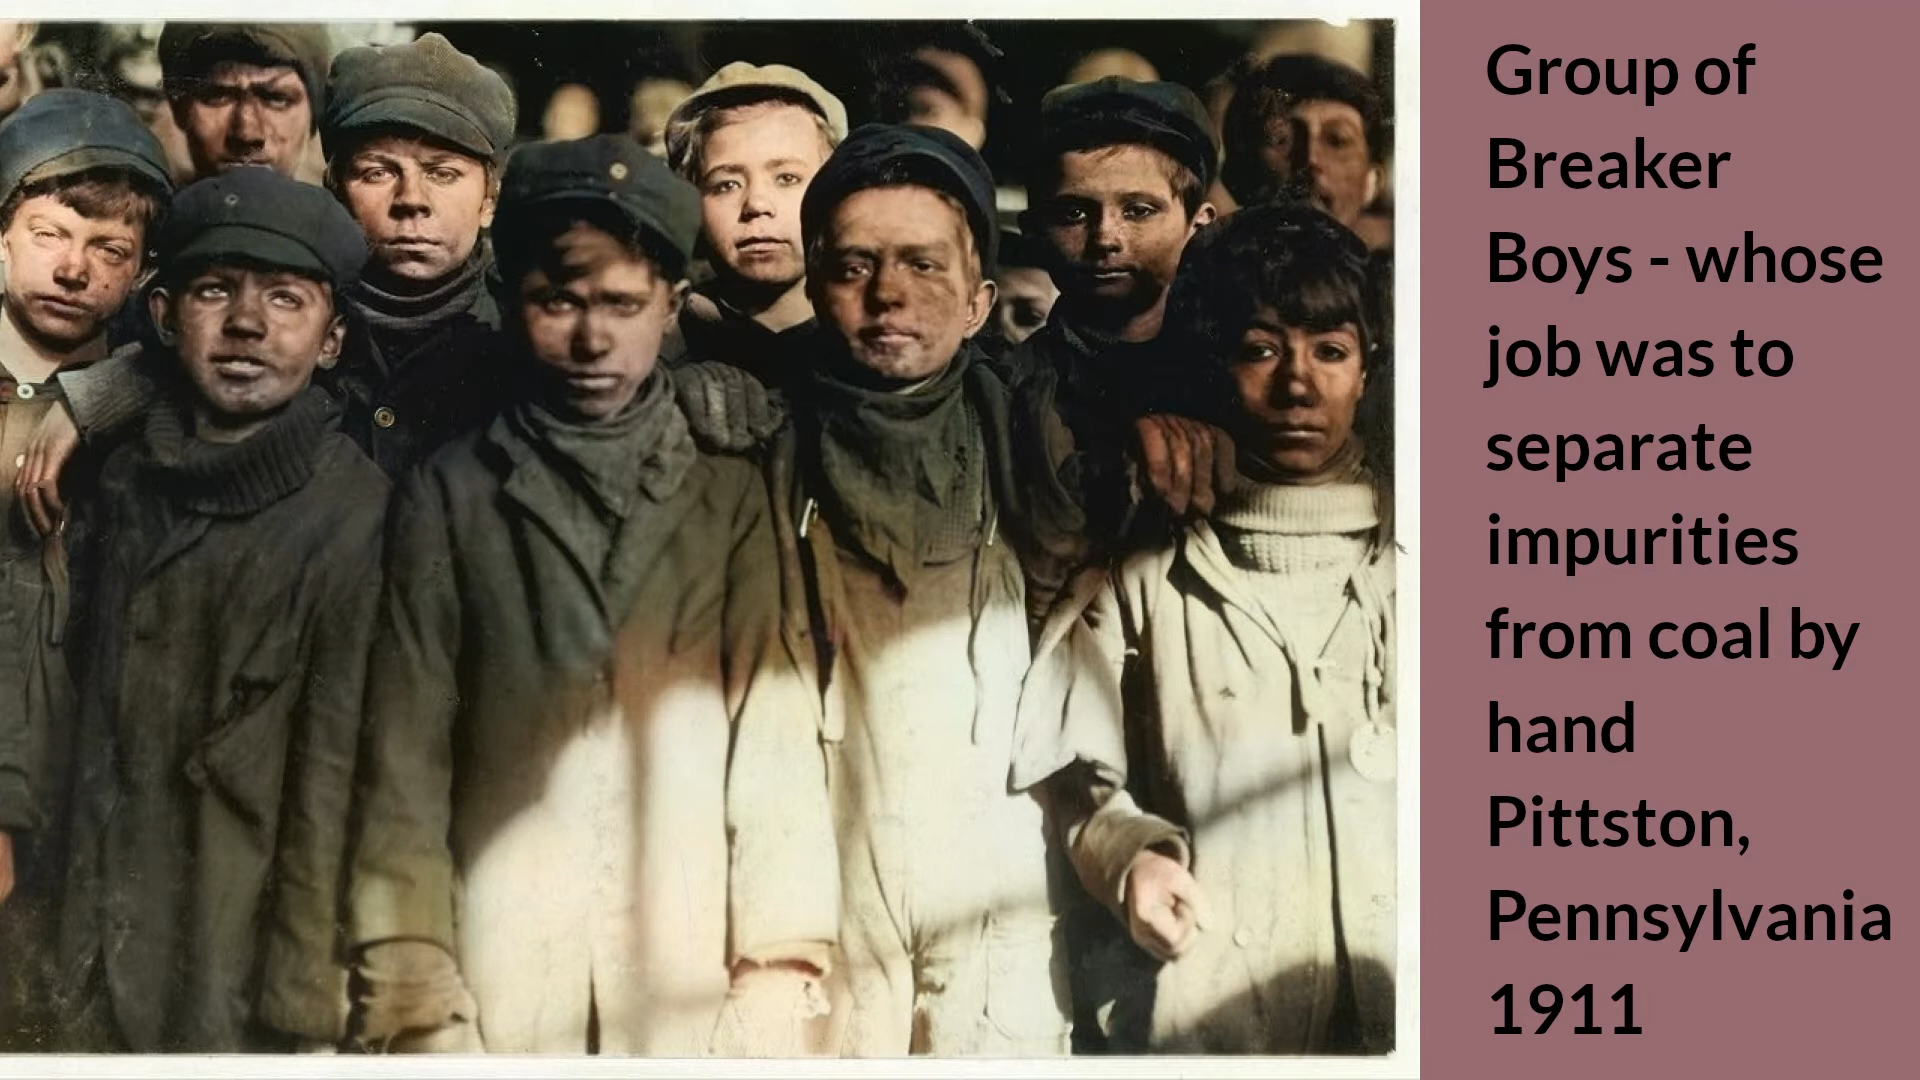 Group of
Breaker
Boys - whose
job was to
separate
impurities
from coal by
hand
Pittston,
Pennsylvania
1911